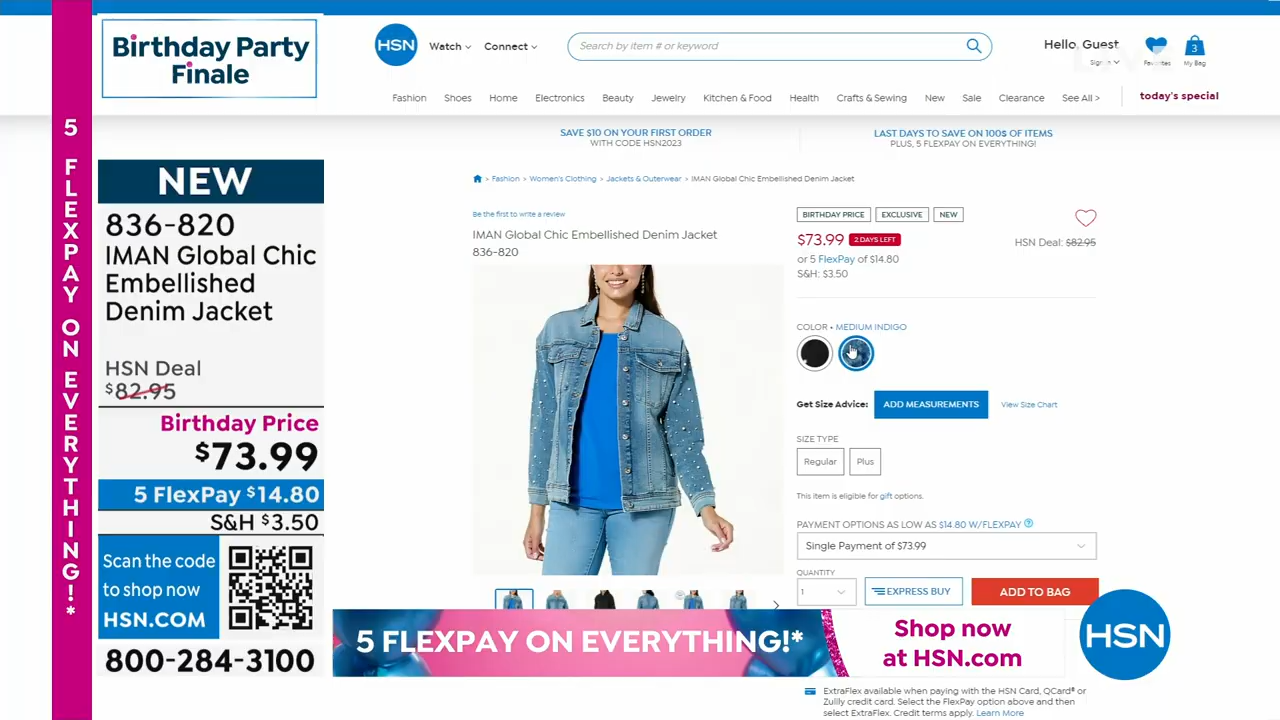 5 FLEXPAY ON EVERYTHING!*
Birthday Party
Finale
NEW
836-820
IMAN Global Chic
Embellished
Denim Jacket
HSN Deal
$82.95
Birthday Price
$73.99
5 FlexPay $14.80
S&H $3.50
Scan the code
to shop now
HSN.COM
800-284-3100
HSN
Watch
Connect
Search by item # or keyword
Hello, Guest
Favorites
3
My Bag
Fashion Shoes Home Electronics Beauty Jewelry Kitchen & Food Health Crafts & Sewing New Sale Clearance See All > today's special
SAVE $10 ON YOUR FIRST ORDER
WITH CODE HSN2023
LAST DAYS TO SAVE ON 100$ OF ITEMS
PLUS, 5 FLEXPAY ON EVERYTHING!
> Fashion > Women's Clothing > Jackets & Outerwear > IMAN Global Chic Embellished Denim Jacket
Be the first to write a review
IMAN Global Chic Embellished Denim Jacket
836-820
BIRTHDAY PRICE EXCLUSIVE NEW
$73.99 2 DAYS LEFT
HSN Deal: $82.95
or 5 FlexPay of $14.80
S&H: $3.50
COLOR • MEDIUM INDIGO
Get Size Advice: ADD MEASUREMENTS View Size Chart
SIZE TYPE
Regular Plus
This item is eligible for gift options.
PAYMENT OPTIONS AS LOW AS $14.80 W/FLEXPAY
Single Payment of $73.99
QUANTITY
1
EXPRESS BUY
ADD TO BAG
5 FLEXPAY ON EVERYTHING!*
Shop now
at HSN.com
HSN
ExtraFlex available when paying with the HSN Card, QCard® or
Zulily credit card. Select the FlexPay option above and then
select ExtraFlex. Credit terms apply. Learn More